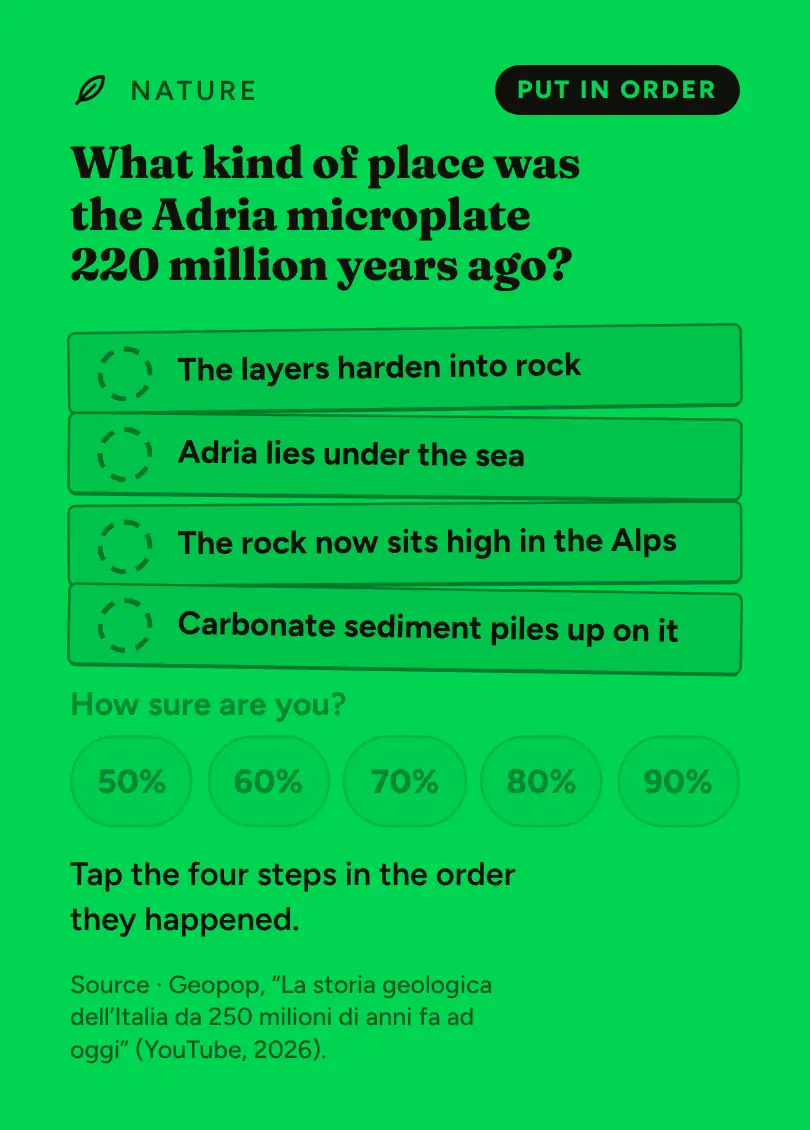 NATURE
PUT IN ORDER
What kind of place was
the Adria microplate
220 million years ago?
The layers harden into rock
Adria lies under the sea
The rock now sits high in the Alps
Carbonate sediment piles up on it
How sure are you?
50% 60% 70% 80% 90%
Tap the four steps in the order
they happened.
Source · Geopop, “La storia geologica
dell’Italia da 250 milioni di anni fa ad
oggi” (YouTube, 2026).